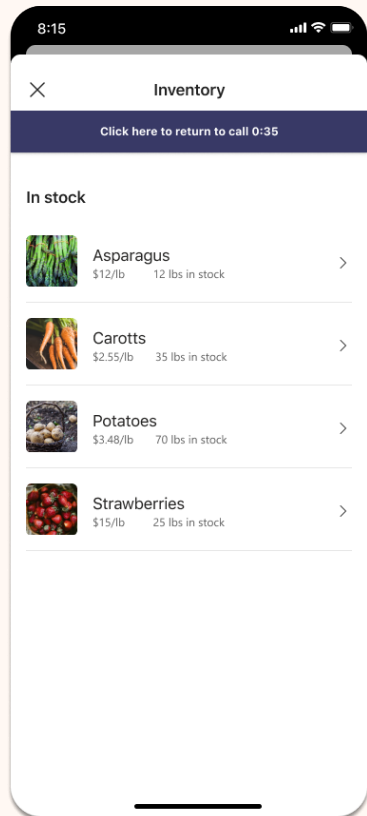 8:15
Inventory
Click here to return to call 0:35
In stock
Asparagus
$12/lb 12 lbs in stock
Carotts
$2.55/lb 35 lbs in stock
Potatoes
$3.48/lb 70 lbs in stock
Strawberries
$15/lb 25 lbs in stock